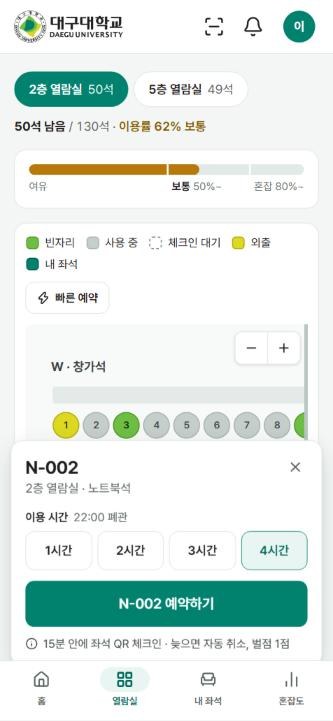 대구대학교
DAEGU UNIVERSITY
이
2층 열람실 50석
5층 열람실 49석
50석 남음 / 130석 · 이용률 62% 보통
여유
보통 50%~
혼잡 80%~
빈자리
사용 중
체크인 대기
외출
내 좌석
빠른 예약
W · 창가석
− +
1 2 3 4 5 6 7 8
N-002
2층 열람실 · 노트북석
이용 시간 22:00 폐관
1시간
2시간
3시간
4시간
N-002 예약하기
15분 안에 좌석 QR 체크인 · 늦으면 자동 취소, 벌점 1점
홈
열람실
내 좌석
혼잡도